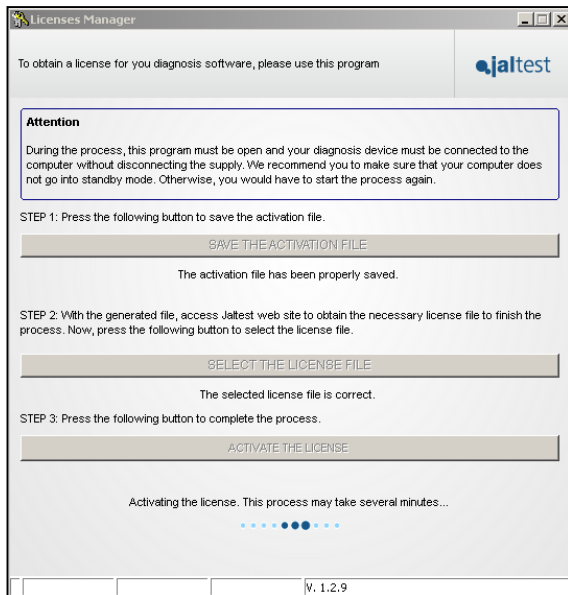 Licenses Manager
To obtain a license for you diagnosis software, please use this program
jaltest
Attention
During the process, this program must be open and your diagnosis device must be connected to the
computer without disconnecting the supply. We recommend you to make sure that your computer does
not go into standby mode. Otherwise, you would have to start the process again.
STEP 1: Press the following button to save the activation file.
SAVE THE ACTIVATION FILE
The activation file has been properly saved.
STEP 2: With the generated file, access Jaltest web site to obtain the necessary license file to finish the
process. Now, press the following button to select the license file.
SELECT THE LICENSE FILE
The selected license file is correct.
STEP 3: Press the following button to complete the process.
ACTIVATE THE LICENSE
Activating the license. This process may take several minutes...
V. 1.2.9